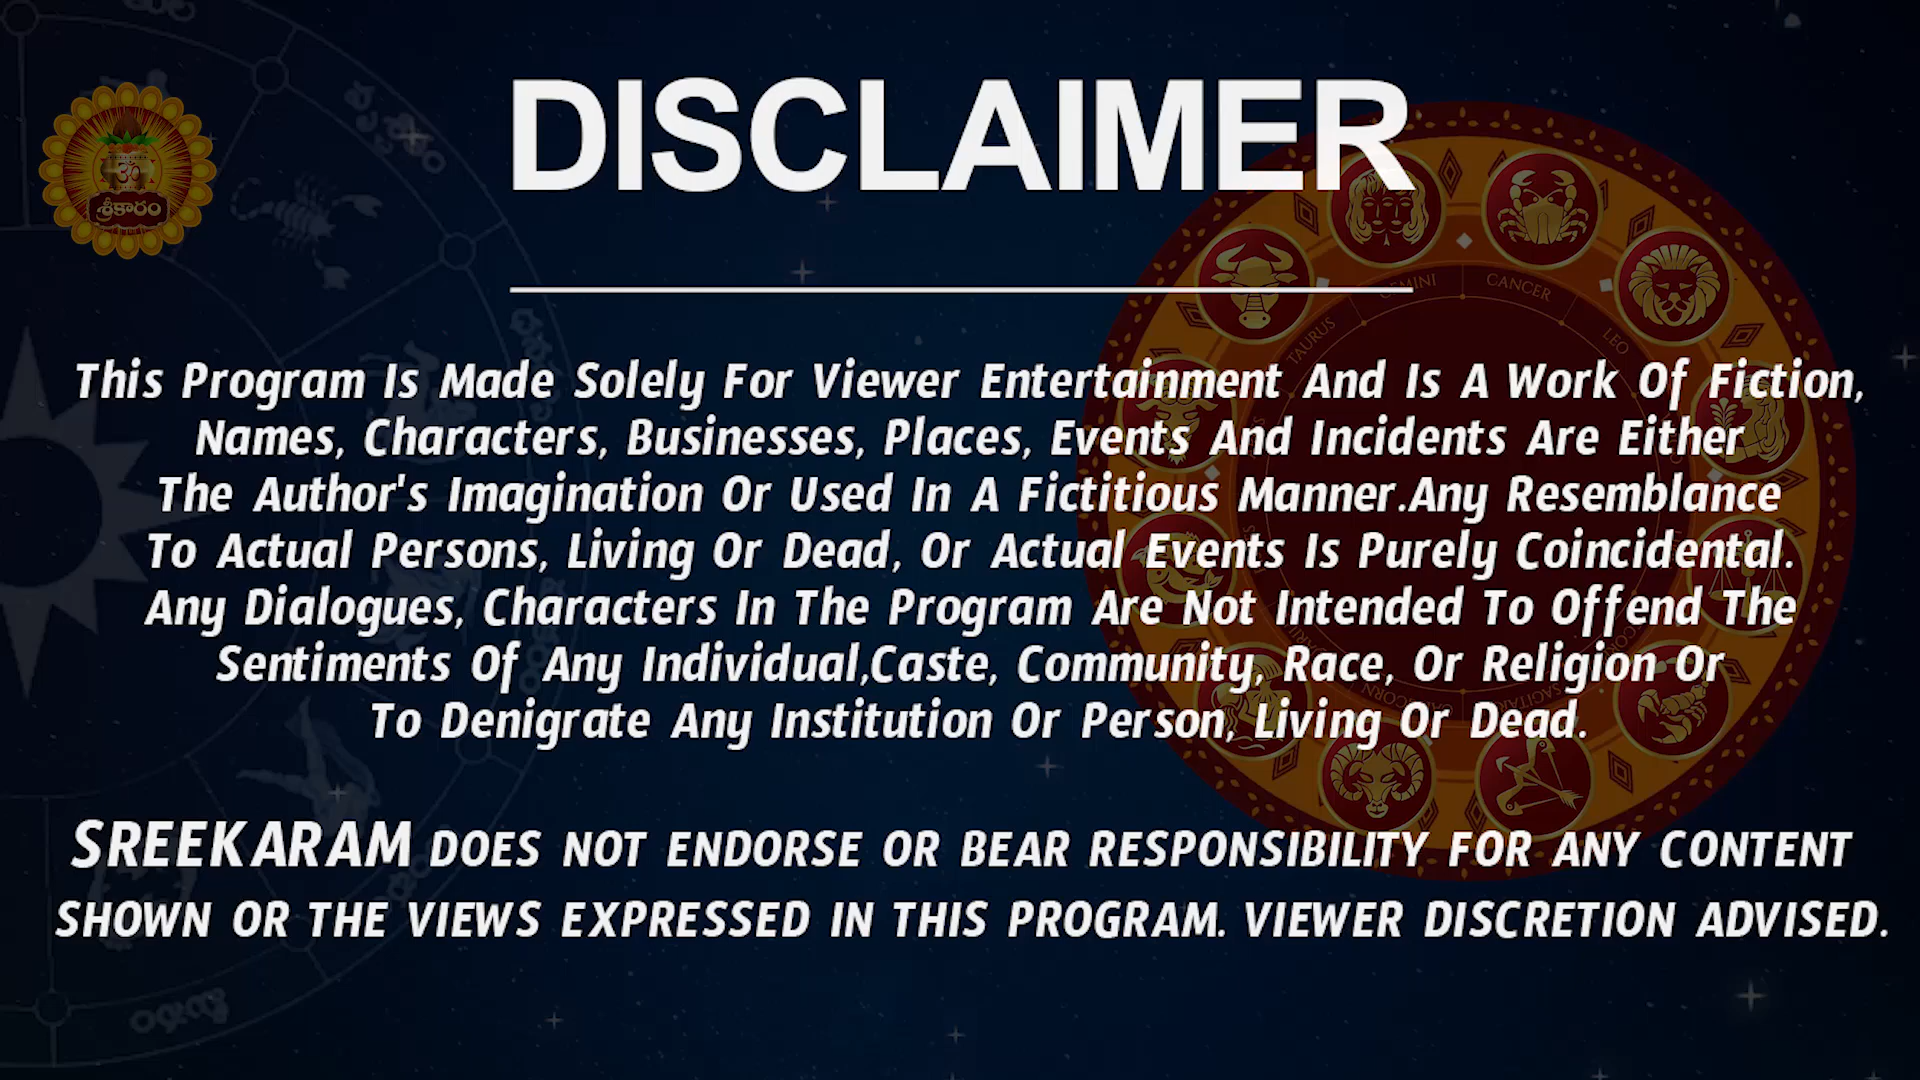 DISCLAIMER
ॐ
శ్రీకారం
GEMINI
CANCER
TAURUS
LEO
This Program Is Made Solely For Viewer Entertainment And Is A Work Of Fiction,
Names, Characters, Businesses, Places, Events And Incidents Are Either
The Author's Imagination Or Used In A Fictitious Manner.Any Resemblance
To Actual Persons, Living Or Dead, Or Actual Events Is Purely Coincidental.
Any Dialogues, Characters In The Program Are Not Intended To Offend The
Sentiments Of Any Individual,Caste, Community, Race, Or Religion Or
To Denigrate Any Institution Or Person, Living Or Dead.
SREEKARAM DOES NOT ENDORSE OR BEAR RESPONSIBILITY FOR ANY CONTENT
SHOWN OR THE VIEWS EXPRESSED IN THIS PROGRAM. VIEWER DISCRETION ADVISED.